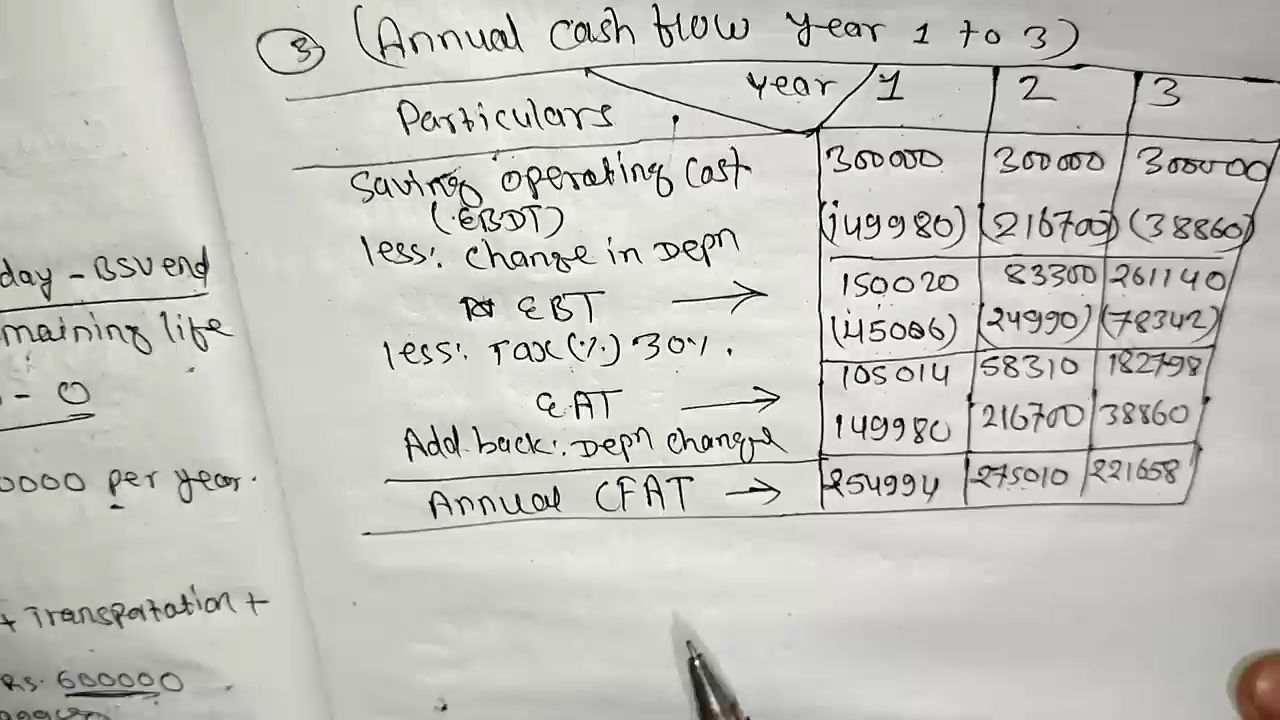 3 (Annual cash flow year 1 to 3)
Particulars year 1 2 3
Saving operating Cost 300000 300000 300000
(EBDT)
less: change in Depn (149980) (216700) (38860)
EBT → 150020 83300 261140
less: Tax (%) 30%. (45006) (24990) (78342)
EAT → 105014 58310 182798
Add back: Depn change 149980 216700 38860
Annual CFAT → 254994 275010 221658
day - BSV end
maining life
- 0
0000 per year.
+ Transportation +
Rs. 600000